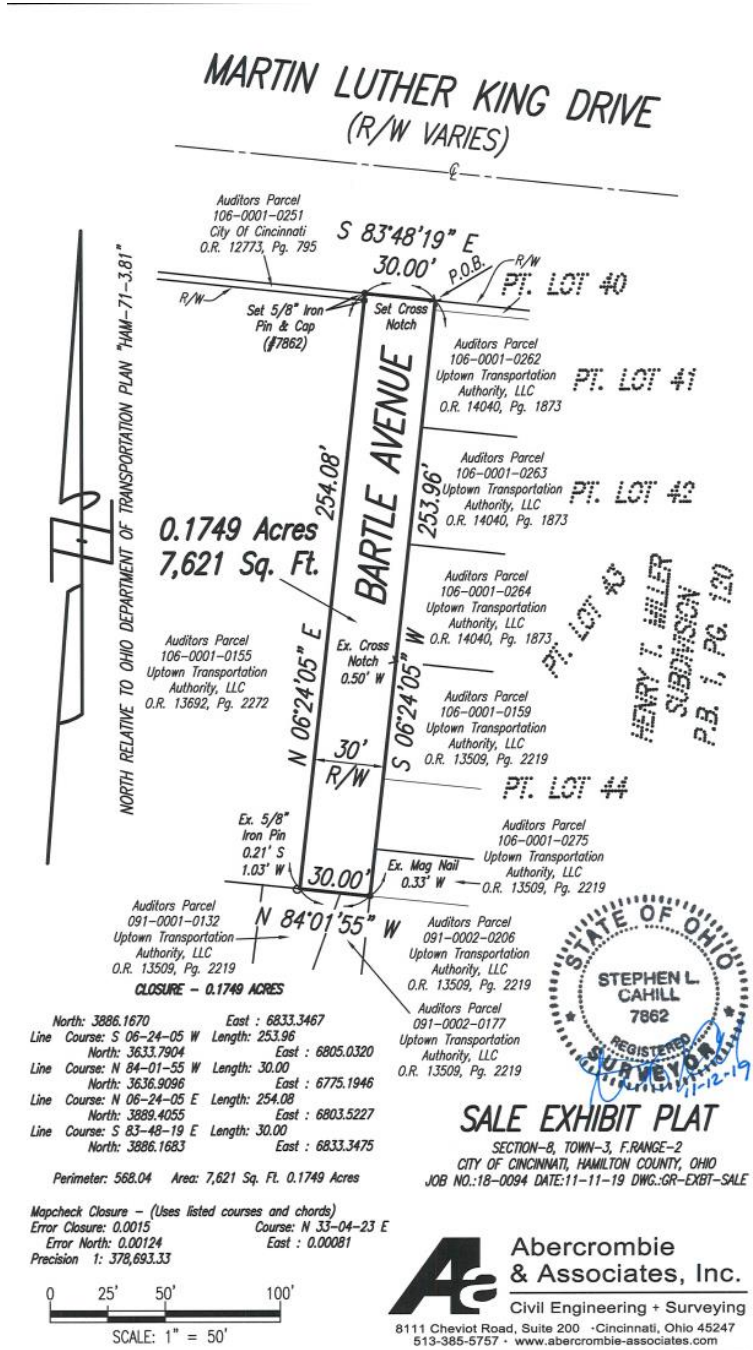 MARTIN LUTHER KING DRIVE
(R/W VARIES)
℄
Auditors Parcel
106-0001-0251
City Of Cincinnati
O.R. 12773, Pg. 795
S 83°48'19" E
30.00'
P.O.B.
R/W
PT. LOT 40
R/W
Set 5/8" Iron
Pin & Cap
(#7862)
Set Cross
Notch
NORTH RELATIVE TO OHIO DEPARTMENT OF TRANSPORTATION PLAN "HAM-71-3.81"
Auditors Parcel
106-0001-0262
Uptown Transportation
Authority, LLC
O.R. 14040, Pg. 1873
PT. LOT 41
BARTLE AVENUE
254.08'
253.96'
Auditors Parcel
106-0001-0263
Uptown Transportation
Authority, LLC
O.R. 14040, Pg. 1873
PT. LOT 42
0.1749 Acres
7,621 Sq. Ft.
Auditors Parcel
106-0001-0264
Uptown Transportation
Authority, LLC
O.R. 14040, Pg. 1873
PT. LOT 43
HENRY T. MILLER
SUBDIVISION
P.B. 1, PG. 120
Auditors Parcel
106-0001-0155
Uptown Transportation
Authority, LLC
O.R. 13692, Pg. 2272
Ex. Cross
Notch
0.50' W
N 06°24'05" E
S 06°24'05" W
Auditors Parcel
106-0001-0159
Uptown Transportation
Authority, LLC
O.R. 13509, Pg. 2219
30'
R/W
PT. LOT 44
Ex. 5/8"
Iron Pin
0.21' S
1.03' W
Auditors Parcel
106-0001-0275
Uptown Transportation
Authority, LLC
O.R. 13509, Pg. 2219
Ex. Mag Nail
0.33' W
30.00'
N 84°01'55" W
Auditors Parcel
091-0001-0132
Uptown Transportation
Authority, LLC
O.R. 13509, Pg. 2219
Auditors Parcel
091-0002-0206
Uptown Transportation
Authority, LLC
O.R. 13509, Pg. 2219
Auditors Parcel
091-0002-0177
Uptown Transportation
Authority, LLC
O.R. 13509, Pg. 2219
STATE OF OHIO
STEPHEN L.
CAHILL
7862
REGISTERED
SURVEYOR
11-12-19
CLOSURE - 0.1749 ACRES
North: 3886.1670 East : 6833.3467
Line Course: S 06-24-05 W Length: 253.96
North: 3633.7904 East : 6805.0320
Line Course: N 84-01-55 W Length: 30.00
North: 3636.9096 East : 6775.1946
Line Course: N 06-24-05 E Length: 254.08
North: 3889.4055 East : 6803.5227
Line Course: S 83-48-19 E Length: 30.00
North: 3886.1683 East : 6833.3475
Perimeter: 568.04 Area: 7,621 Sq. Ft. 0.1749 Acres
Mapcheck Closure - (Uses listed courses and chords)
Error Closure: 0.0015 Course: N 33-04-23 E
Error North: 0.00124 East : 0.00081
Precision 1: 378,693.33
0 25' 50' 100'
SCALE: 1" = 50'
SALE EXHIBIT PLAT
SECTION-8, TOWN-3, F.RANGE-2
CITY OF CINCINNATI, HAMILTON COUNTY, OHIO
JOB NO.:18-0094 DATE:11-11-19 DWG.:GR-EXBT-SALE
Aa
Abercrombie
& Associates, Inc.
Civil Engineering + Surveying
8111 Cheviot Road, Suite 200 · Cincinnati, Ohio 45247
513-385-5757 · www.abercrombie-associates.com